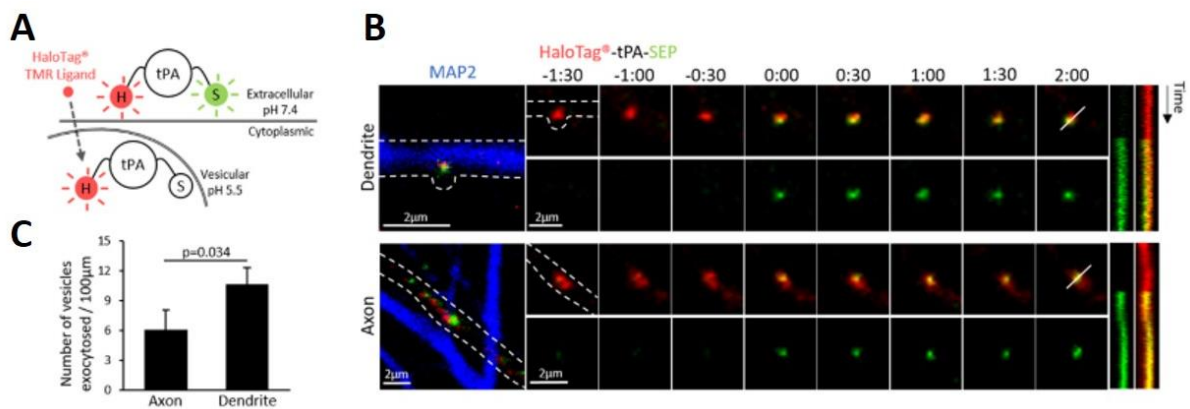 A
HaloTag®
TMR Ligand
tPA
H
S
Extracellular
pH 7.4
Cytoplasmic
tPA
H
S
Vesicular
pH 5.5
B
HaloTag®-tPA-SEP
MAP2
-1:30 -1:00 -0:30 0:00 0:30 1:00 1:30 2:00
Time
Dendrite
2µm
2µm
Axon
2µm
2µm
C
Number of vesicles
exocytosed / 100µm
15
12
9
6
3
0
p=0.034
Axon Dendrite